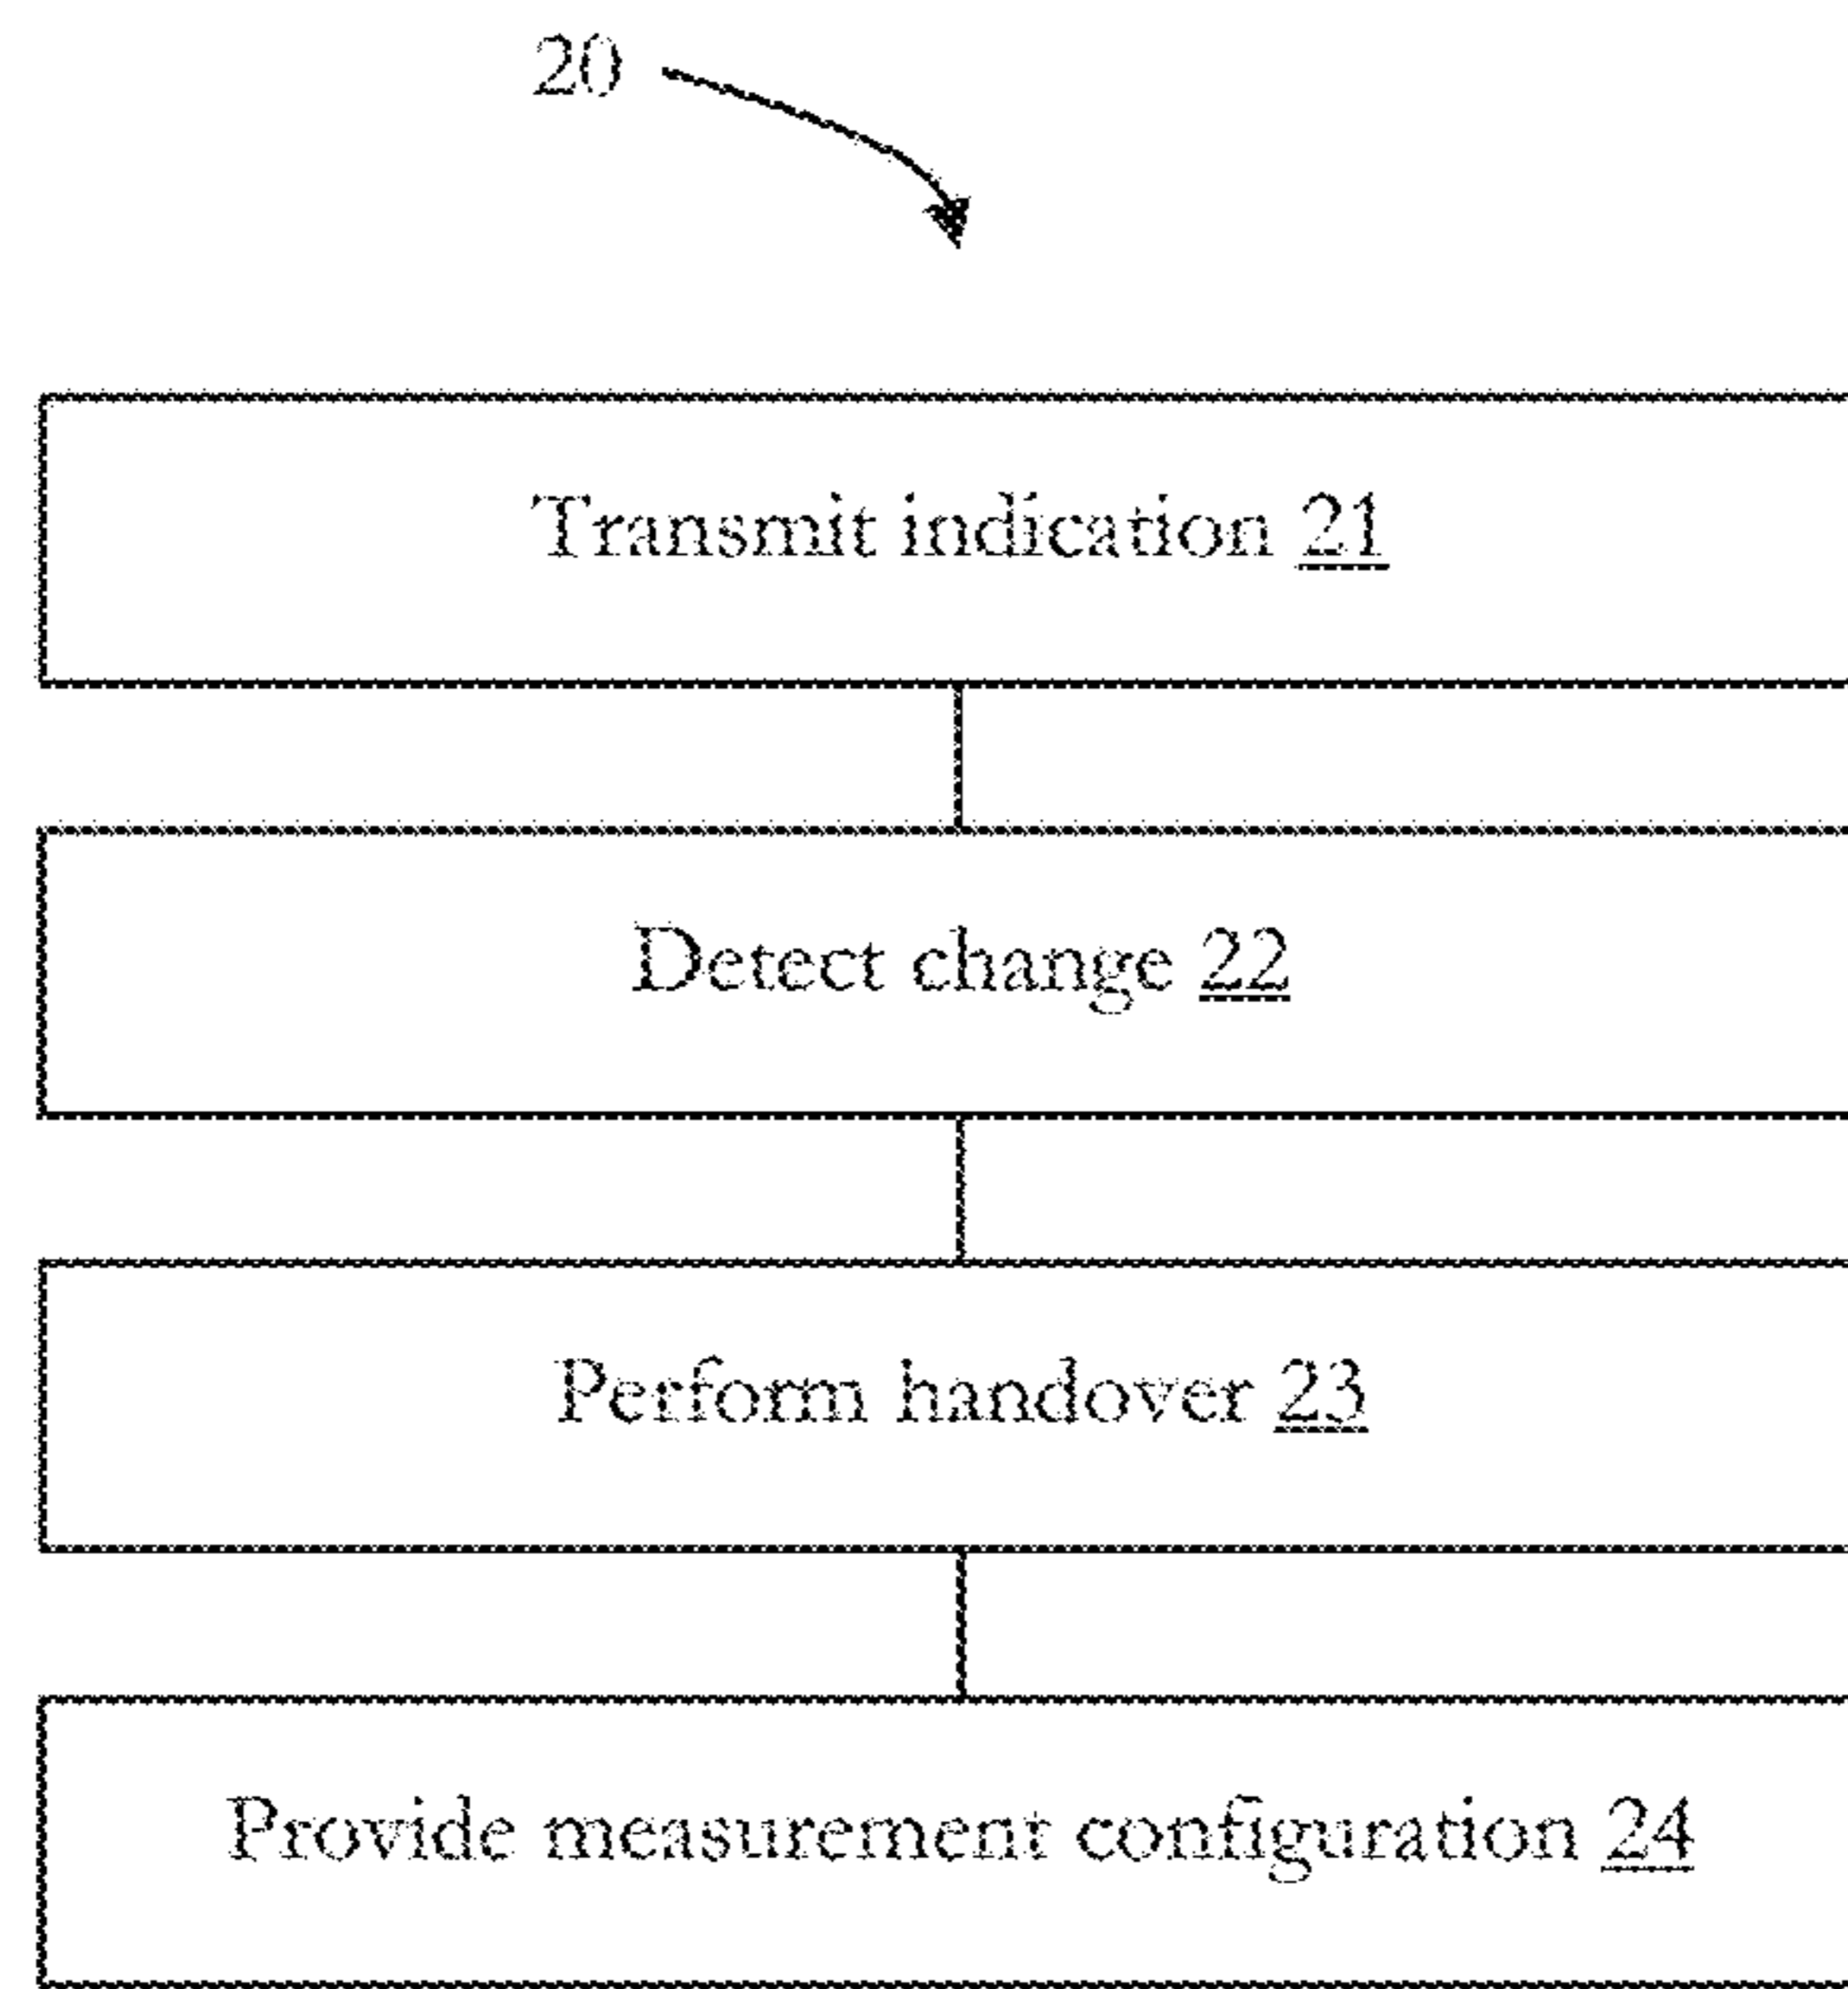 20
Transmit indication 21
Detect change 22
Perform handover 23
Provide measurement configuration 24